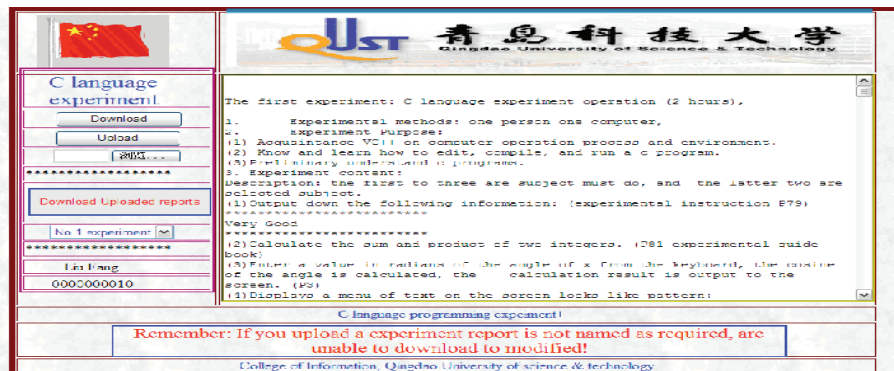 QUST 青岛科技大学
Qingdao University of Science & Technology
C language
experiment
Download
Upload
浏览...
******************
Download Uploaded reports
No 1 experiment
******************
Liu Fang
0000000010
The first experiment: C language experiment operation (2 hours),
1. Experimental methods: one person one computer,
2. Experiment Purpose:
(1) Acquaintance VC++ on computer operation process and environment.
(2) Know and learn how to edit, compile, and run a c program.
(3)Preliminary understand c programs.
3. Experiment content:
Description: the first to three are subject must do, and the latter two are
selected subject.
(1)Output down the following information: (experimental instruction P79)
*************************
Very Good
*************************
(2)Calculate the sum and product of two integers. (P81 experimental guide
book)
(3)Enter a value in radians of the angle of x from the keyboard, the cosine
of the angle is calculated, the calculation result is output to the
screen.
(4)Displays a menu of text on the screen looks like pattern:
C language programming expeiment!
Remember: If you upload a experiment report is not named as required, are
unable to download to modified!
College of Information, Qingdao University of science & technology